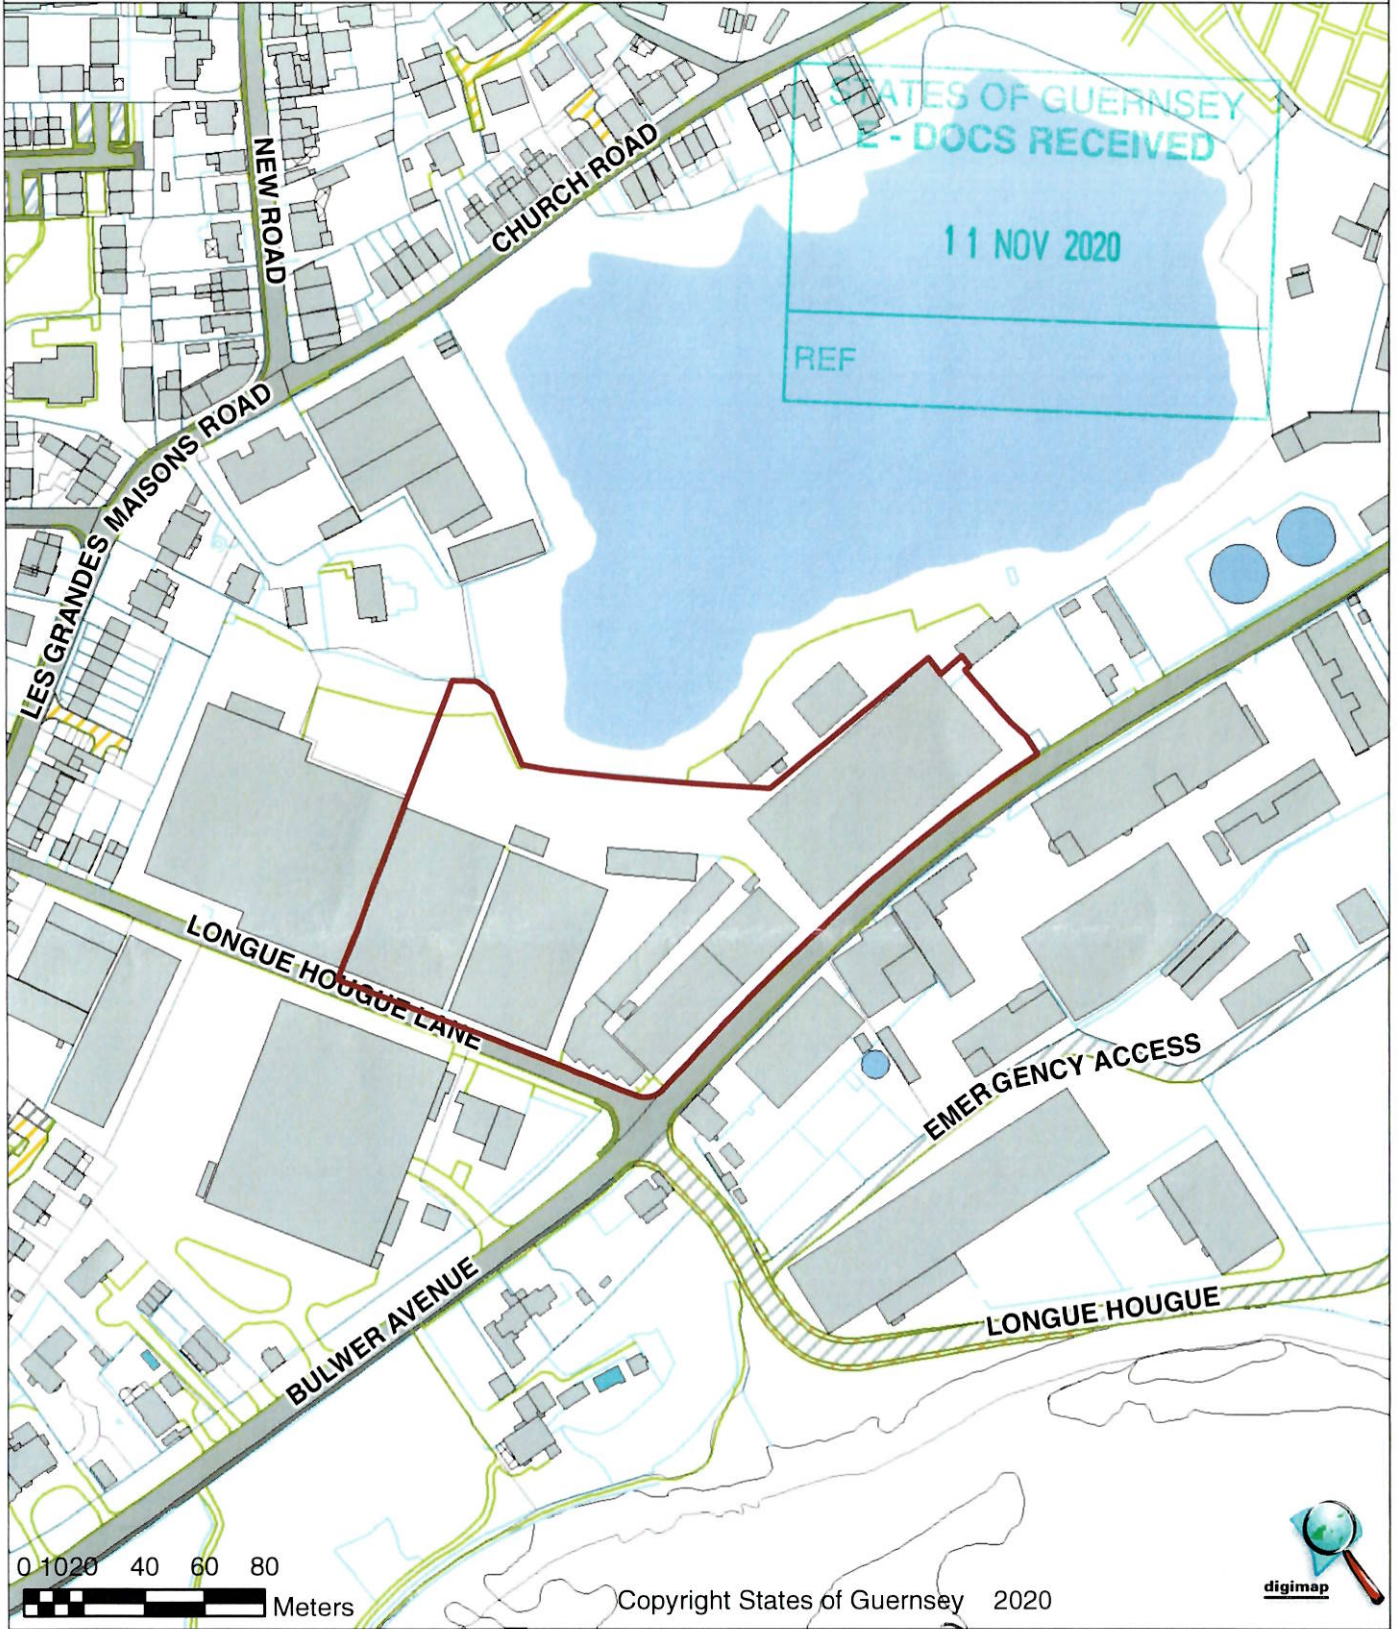 STATES OF GUERNSEY
E - DOCS RECEIVED
11 NOV 2020
REF
NEW ROAD
CHURCH ROAD
LES GRANDES MAISONS ROAD
LONGUE HOUGUE LANE
EMERGENCY ACCESS
LONGUE HOUGUE
BULWER AVENUE
0 10 20 40 60 80
Meters
Copyright States of Guernsey 2020
digimap